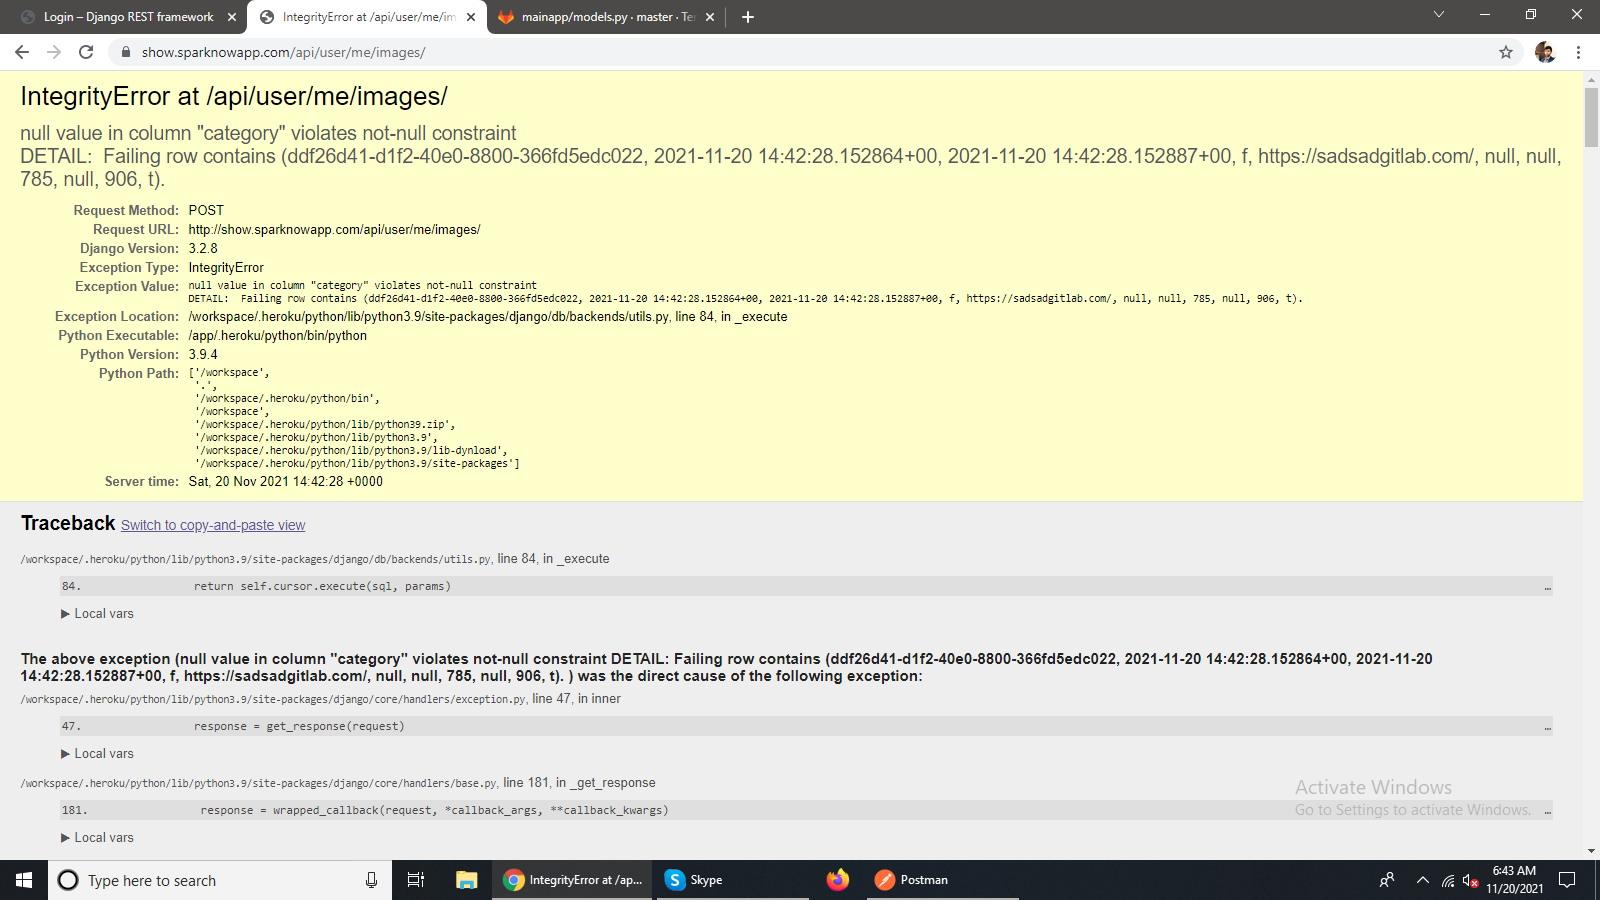 Login – Django REST framework
IntegrityError at /api/user/me/im
mainapp/models.py · master · Ter
show.sparknowapp.com/api/user/me/images/
IntegrityError at /api/user/me/images/
null value in column "category" violates not-null constraint
DETAIL: Failing row contains (ddf26d41-d1f2-40e0-8800-366fd5edc022, 2021-11-20 14:42:28.152864+00, 2021-11-20 14:42:28.152887+00, f, https://sadsadgitlab.com/, null, null,
785, null, 906, t).
Request Method: POST
Request URL: http://show.sparknowapp.com/api/user/me/images/
Django Version: 3.2.8
Exception Type: IntegrityError
Exception Value: null value in column "category" violates not-null constraint
DETAIL: Failing row contains (ddf26d41-d1f2-40e0-8800-366fd5edc022, 2021-11-20 14:42:28.152864+00, 2021-11-20 14:42:28.152887+00, f, https://sadsadgitlab.com/, null, null, 785, null, 906, t).
Exception Location: /workspace/.heroku/python/lib/python3.9/site-packages/django/db/backends/utils.py, line 84, in _execute
Python Executable: /app/.heroku/python/bin/python
Python Version: 3.9.4
Python Path: ['/workspace',
'.',
'/workspace/.heroku/python/bin',
'/workspace',
'/workspace/.heroku/python/lib/python39.zip',
'/workspace/.heroku/python/lib/python3.9',
'/workspace/.heroku/python/lib/python3.9/lib-dynload',
'/workspace/.heroku/python/lib/python3.9/site-packages']
Server time: Sat, 20 Nov 2021 14:42:28 +0000
Traceback Switch to copy-and-paste view
/workspace/.heroku/python/lib/python3.9/site-packages/django/db/backends/utils.py, line 84, in _execute
84. return self.cursor.execute(sql, params) …
▶ Local vars
The above exception (null value in column "category" violates not-null constraint DETAIL: Failing row contains (ddf26d41-d1f2-40e0-8800-366fd5edc022, 2021-11-20 14:42:28.152864+00, 2021-11-20
14:42:28.152887+00, f, https://sadsadgitlab.com/, null, null, 785, null, 906, t). ) was the direct cause of the following exception:
/workspace/.heroku/python/lib/python3.9/site-packages/django/core/handlers/exception.py, line 47, in inner
47. response = get_response(request) …
▶ Local vars
/workspace/.heroku/python/lib/python3.9/site-packages/django/core/handlers/base.py, line 181, in _get_response
181. response = wrapped_callback(request, *callback_args, **callback_kwargs) …
▶ Local vars
Activate Windows
Go to Settings to activate Windows.
Type here to search
IntegrityError at /ap...
Skype
Postman
6:43 AM
11/20/2021